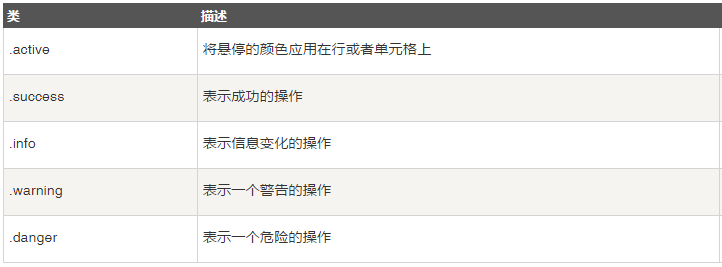 类 描述
.active 将悬停的颜色应用在行或者单元格上
.success 表示成功的操作
.info 表示信息变化的操作
.warning 表示一个警告的操作
.danger 表示一个危险的操作